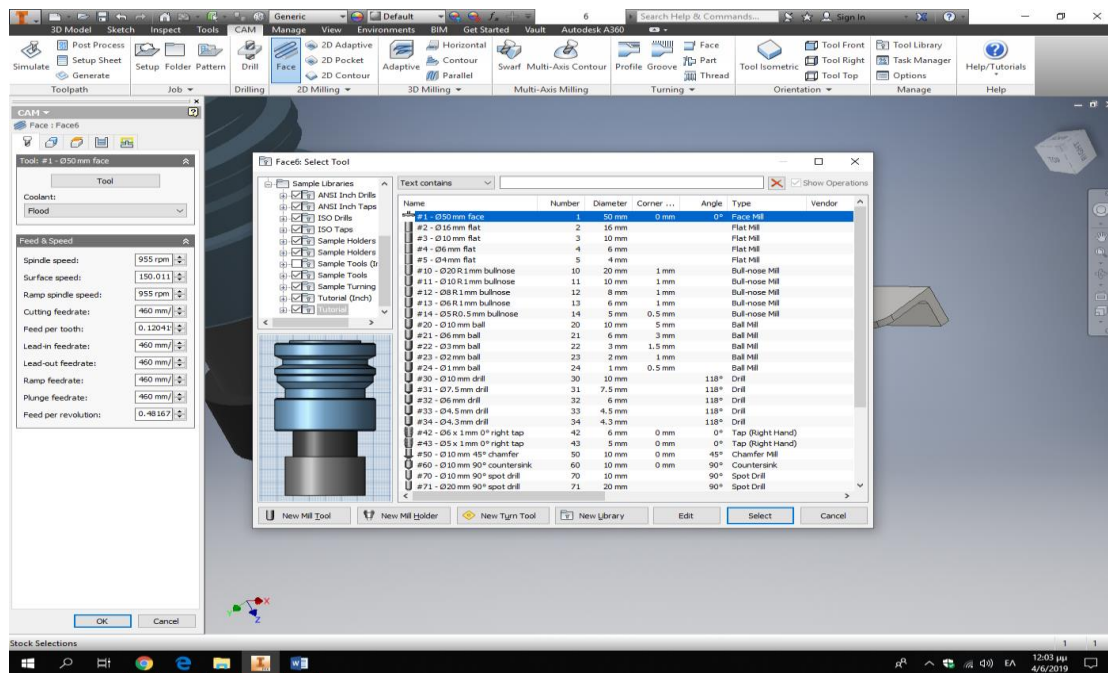 Generic Default 6 Search Help & Commands... Sign In
3D Model Sketch Inspect Tools CAM Manage View Environments BIM Get Started Vault Autodesk A360
Simulate
Post Process
Setup Sheet
Generate
Toolpath
Setup Folder Pattern
Job
Drill
Drilling
Face
2D Adaptive
2D Pocket
2D Contour
2D Milling
Adaptive
Horizontal
Contour
Parallel
3D Milling
Swarf Multi-Axis Contour
Multi-Axis Milling
Profile Groove
Face
Part
Thread
Turning
Tool Isometric
Tool Front
Tool Right
Tool Top
Orientation
Tool Library
Task Manager
Options
Manage
Help/Tutorials
Help
CAM
Face : Face6
Tool: #1 - Ø50 mm face
Tool
Coolant:
Flood
Feed & Speed
Spindle speed: 955 rpm
Surface speed: 150.011
Ramp spindle speed: 955 rpm
Cutting feedrate: 460 mm/
Feed per tooth: 0.12041
Lead-in feedrate: 460 mm/
Lead-out feedrate: 460 mm/
Ramp feedrate: 460 mm/
Plunge feedrate: 460 mm/
Feed per revolution: 0.48167
OK Cancel
Face6: Select Tool
Sample Libraries
ANSI Inch Drills
ANSI Inch Taps
ISO Drills
ISO Taps
Sample Holders
Sample Holders
Sample Tools (Ir
Sample Tools
Sample Turning
Tutorial (Inch)
Tutorial
Text contains
Show Operations
Name Number Diameter Corner ... Angle Type Vendor
#1 - Ø50 mm face 1 50 mm 0 mm 0° Face Mill
#2 - Ø16 mm flat 2 16 mm Flat Mill
#3 - Ø10 mm flat 3 10 mm Flat Mill
#4 - Ø6 mm flat 4 6 mm Flat Mill
#5 - Ø4 mm flat 5 4 mm Flat Mill
#10 - Ø20 R1 mm bullnose 10 20 mm 1 mm Bull-nose Mill
#11 - Ø10 R1 mm bullnose 11 10 mm 1 mm Bull-nose Mill
#12 - Ø8 R1 mm bullnose 12 8 mm 1 mm Bull-nose Mill
#13 - Ø6 R1 mm bullnose 13 6 mm 1 mm Bull-nose Mill
#14 - Ø5 R0.5 mm bullnose 14 5 mm 0.5 mm Bull-nose Mill
#20 - Ø10 mm ball 20 10 mm 5 mm Ball Mill
#21 - Ø6 mm ball 21 6 mm 3 mm Ball Mill
#22 - Ø3 mm ball 22 3 mm 1.5 mm Ball Mill
#23 - Ø2 mm ball 23 2 mm 1 mm Ball Mill
#24 - Ø1 mm ball 24 1 mm 0.5 mm Ball Mill
#30 - Ø10 mm drill 30 10 mm 118° Drill
#31 - Ø7.5 mm drill 31 7.5 mm 118° Drill
#32 - Ø6 mm drill 32 6 mm 118° Drill
#33 - Ø4.5 mm drill 33 4.5 mm 118° Drill
#34 - Ø4.3 mm drill 34 4.3 mm 118° Drill
#42 - Ø6 x 1 mm 0° right tap 42 6 mm 0 mm 0° Tap (Right Hand)
#43 - Ø5 x 1 mm 0° right tap 43 5 mm 0 mm 0° Tap (Right Hand)
#50 - Ø10 mm 45° chamfer 50 10 mm 0 mm 45° Chamfer Mill
#60 - Ø10 mm 90° countersink 60 10 mm 0 mm 90° Countersink
#70 - Ø10 mm 90° spot drill 70 10 mm 90° Spot Drill
#71 - Ø20 mm 90° spot drill 71 20 mm 90° Spot Drill
New Mill Tool New Mill Holder New Turn Tool New Library Edit Select Cancel
X
Z
Stock Selections 1 1
ΕΛ 12:03 μμ
4/6/2019